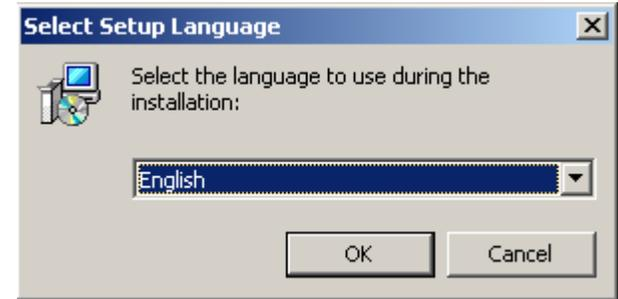 Select Setup Language
Select the language to use during the
installation:
English
OK
Cancel